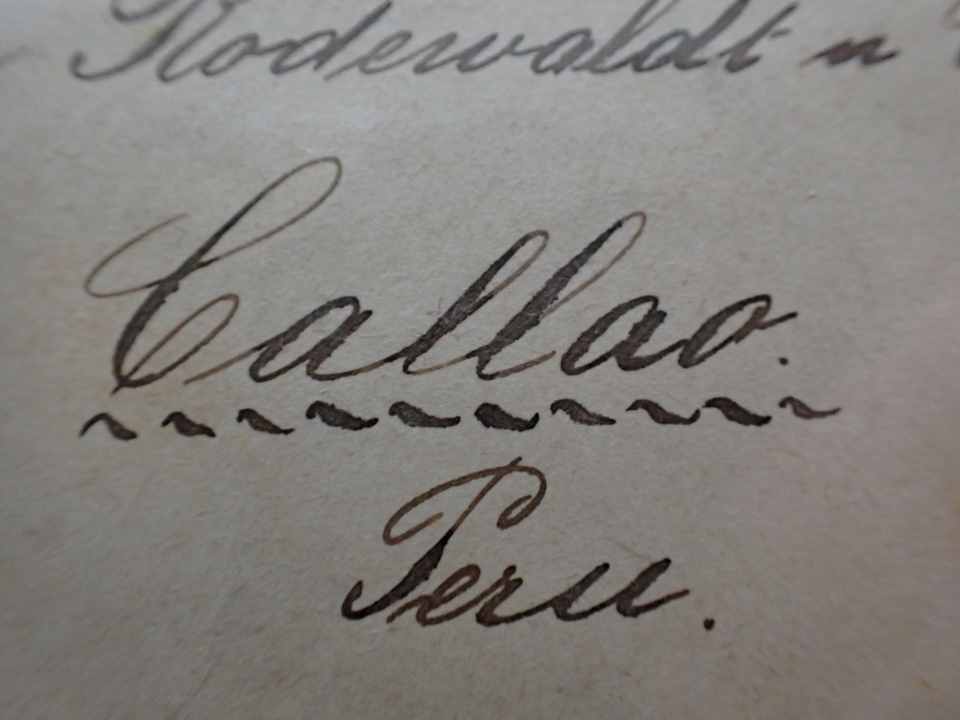 Rodewaldt u
Callao.
Peru.